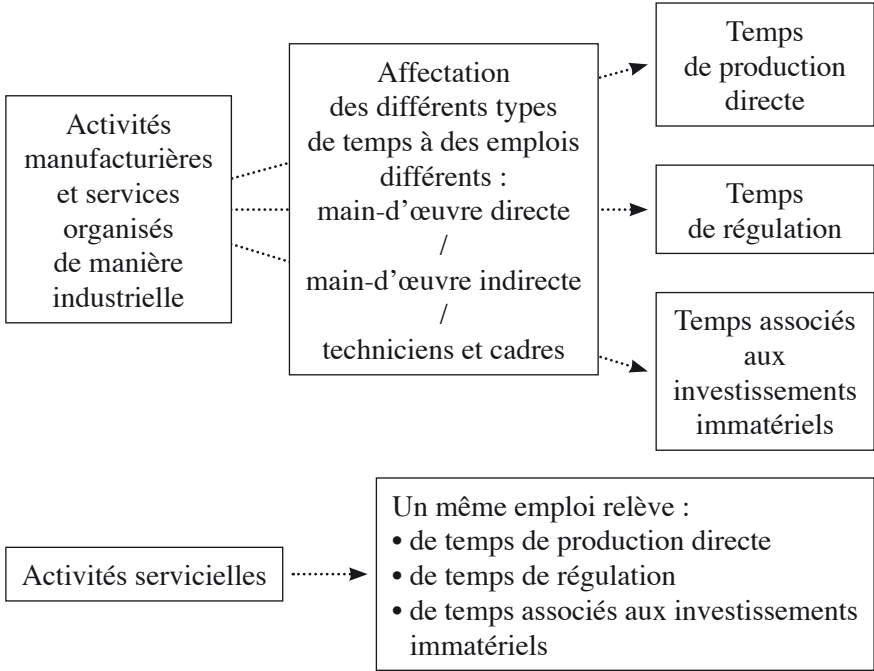 Activités
manufacturières
et services
organisés
de manière
industrielle
Affectation
des différents types
de temps à des emplois
différents :
main-d'œuvre directe
/
main-d'œuvre indirecte
/
techniciens et cadres
Temps
de production
directe
Temps
de régulation
Temps associés
aux
investissements
immatériels
Activités servicielles
Un même emploi relève :
• de temps de production directe
• de temps de régulation
• de temps associés aux investissements
immatériels